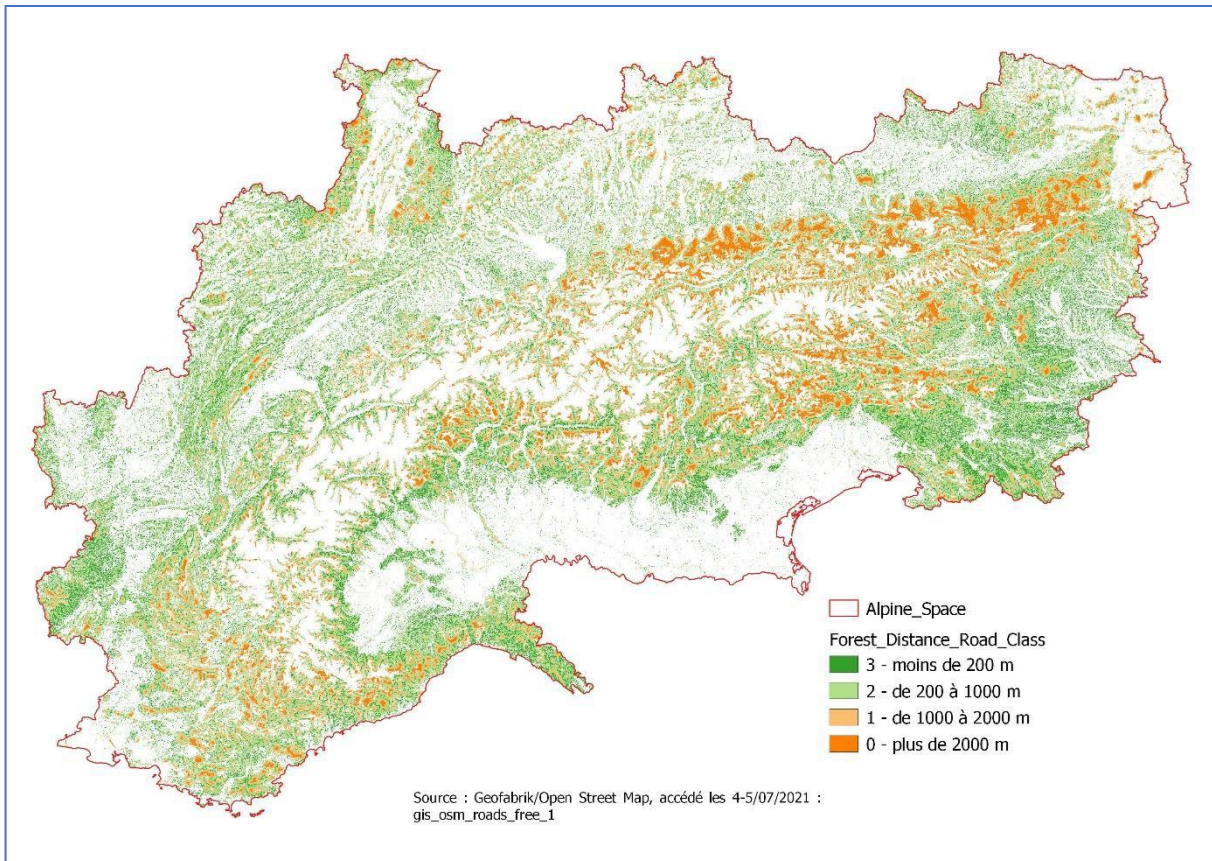 Alpine_Space
Forest_Distance_Road_Class
3 - moins de 200 m
2 - de 200 à 1000 m
1 - de 1000 à 2000 m
0 - plus de 2000 m
Source : Geofabrik/Open Street Map, accédé les 4-5/07/2021 :
gis_osm_roads_free_1